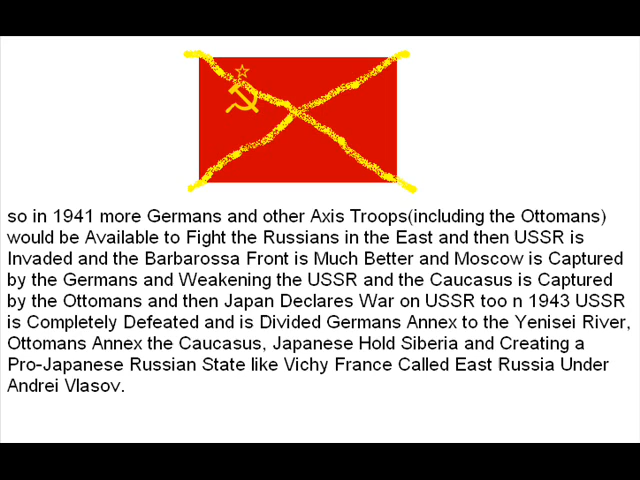 so in 1941 more Germans and other Axis Troops(including the Ottomans)
would be Available to Fight the Russians in the East and then USSR is
Invaded and the Barbarossa Front is Much Better and Moscow is Captured
by the Germans and Weakening the USSR and the Caucasus is Captured
by the Ottomans and then Japan Declares War on USSR too n 1943 USSR
is Completely Defeated and is Divided Germans Annex to the Yenisei River,
Ottomans Annex the Caucasus, Japanese Hold Siberia and Creating a
Pro-Japanese Russian State like Vichy France Called East Russia Under
Andrei Vlasov.